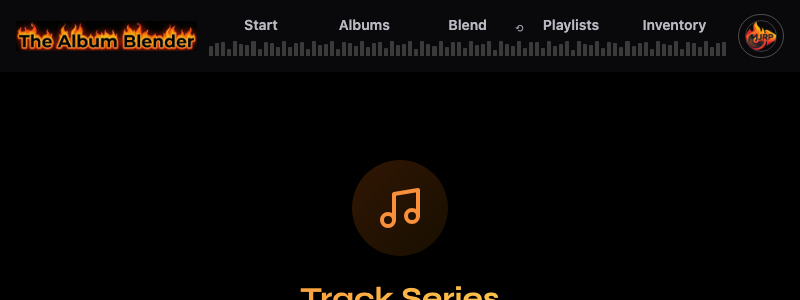 The Album Blender
Start Albums Blend Playlists Inventory
Track Series